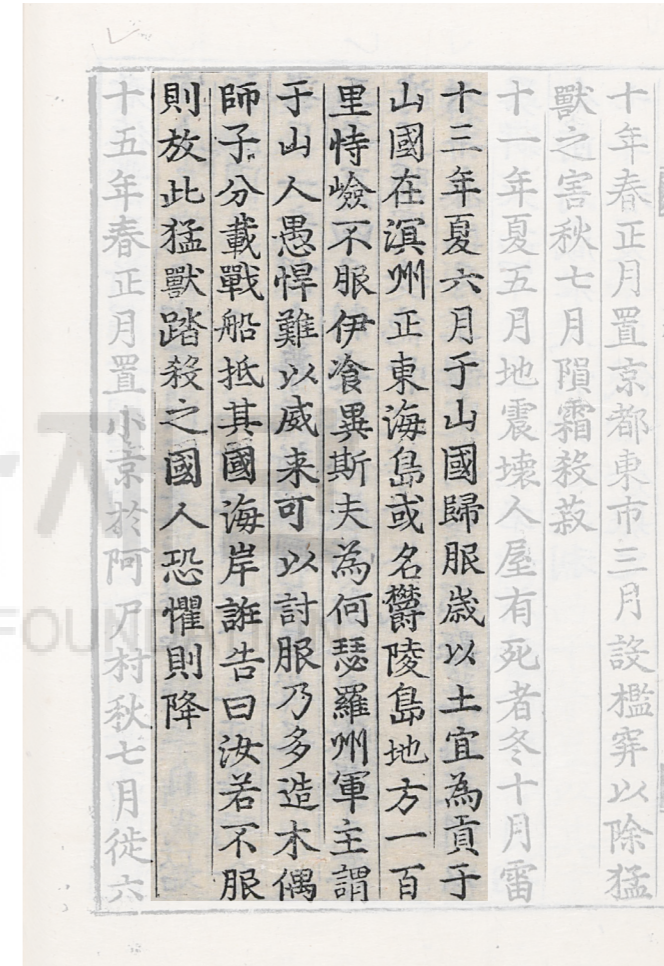 十年春正月置京都東市三月設檻穽以除猛
獸之害秋七月隕霜殺菽
十一年夏五月地震壞人屋有死者冬十月雷
十三年夏六月于山國歸服歲以土宜為貢于
山國在溟州正東海島或名欝陵島地方一百
里恃嶮不服伊飡異斯夫為何瑟羅州軍主謂
于山人愚悍難以威来可以討服乃多造木偶
師子分載戰船抵其國海岸誑告曰汝若不服
則放此猛獸踏殺之國人恐懼則降
十五年春正月置小京於阿尸村秋七月徙六
FOUNDATION